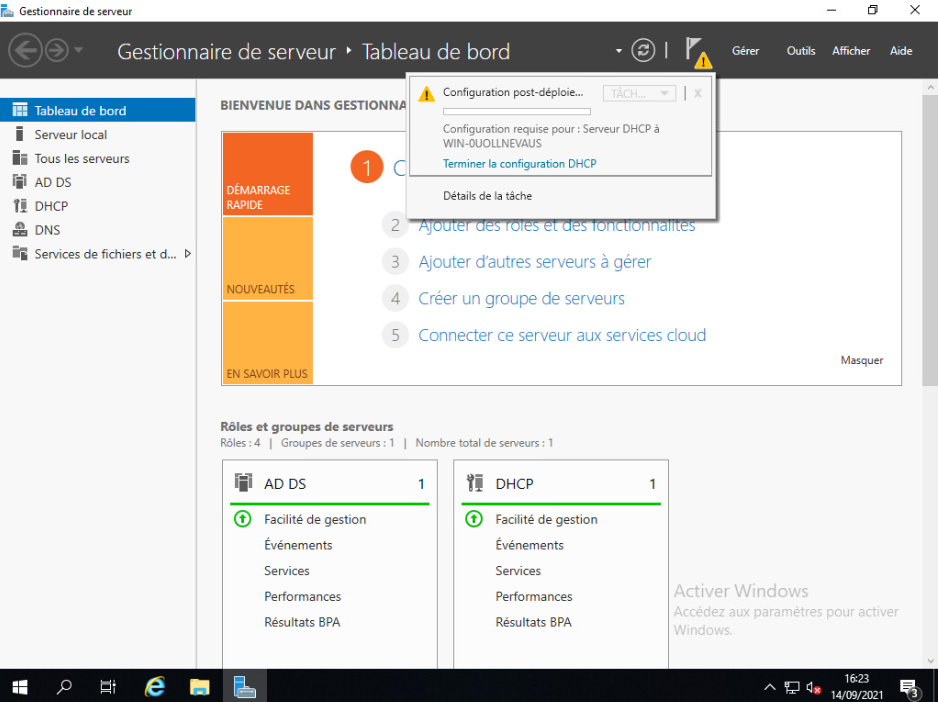 Gestionnaire de serveur
Gestionnaire de serveur ‣ Tableau de bord
Gérer Outils Afficher Aide
Configuration post-déploie...
TÂCH...
X
Configuration requise pour : Serveur DHCP à
WIN-0UOLLNEVAUS
Terminer la configuration DHCP
Détails de la tâche
Tableau de bord
Serveur local
Tous les serveurs
AD DS
DHCP
DNS
Services de fichiers et d...
BIENVENUE DANS GESTIONNA
DÉMARRAGE
RAPIDE
NOUVEAUTÉS
EN SAVOIR PLUS
1 C
2 Ajouter des rôles et des fonctionnalités
3 Ajouter d'autres serveurs à gérer
4 Créer un groupe de serveurs
5 Connecter ce serveur aux services cloud
Masquer
Rôles et groupes de serveurs
Rôles : 4 | Groupes de serveurs : 1 | Nombre total de serveurs : 1
AD DS 1
Facilité de gestion
Événements
Services
Performances
Résultats BPA
DHCP 1
Facilité de gestion
Événements
Services
Performances
Résultats BPA
Activer Windows
Accédez aux paramètres pour activer
Windows.
16:23
14/09/2021
3